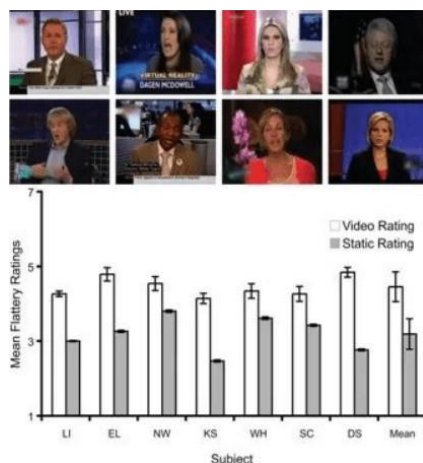 LIVE
VIRTUAL REALITY
DAGEN MCDOWELL
7
Video Rating
Static Rating
5
Mean Flattery Ratings
3
1
LI EL NW KS WH SC DS Mean
Subject